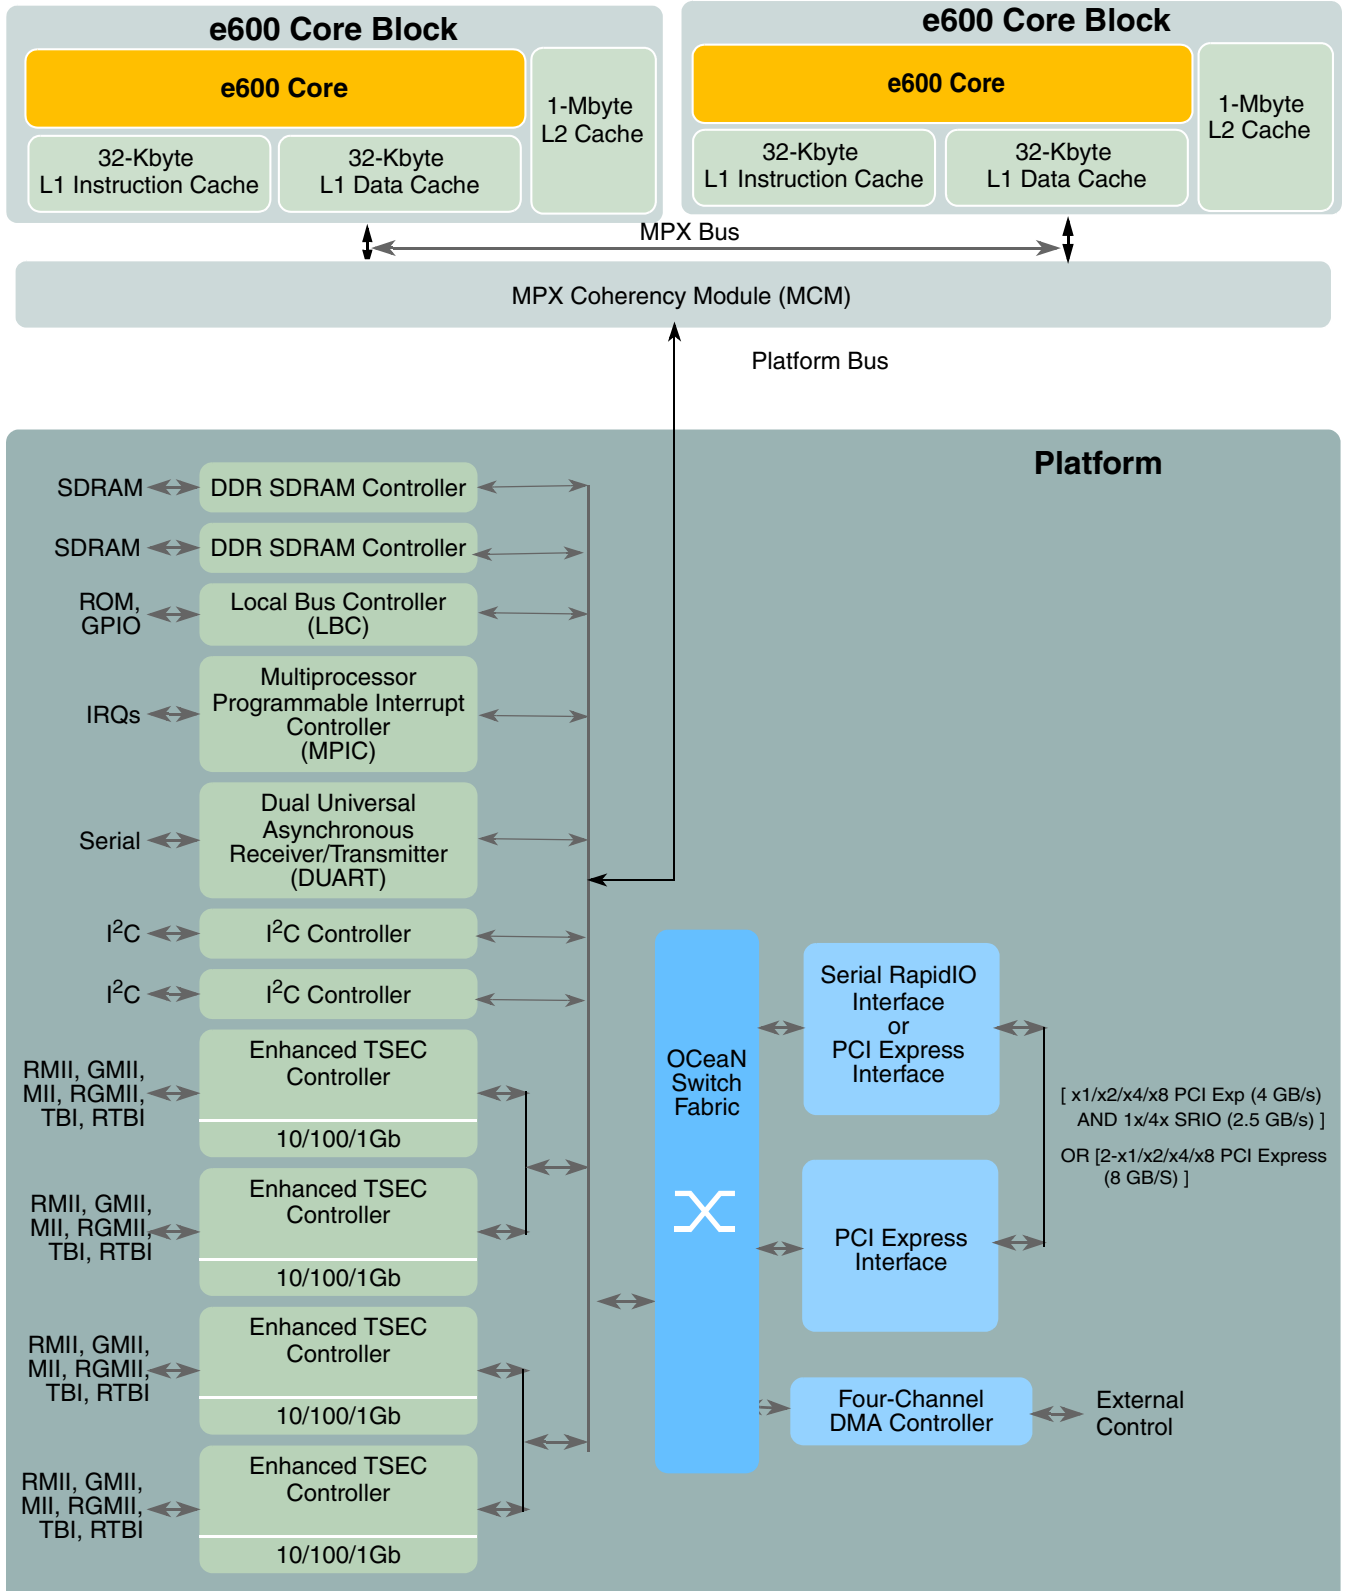 e600 Core Block
e600 Core
32-Kbyte
L1 Instruction Cache
32-Kbyte
L1 Data Cache
1-Mbyte
L2 Cache
e600 Core Block
e600 Core
32-Kbyte
L1 Instruction Cache
32-Kbyte
L1 Data Cache
1-Mbyte
L2 Cache
MPX Bus
MPX Coherency Module (MCM)
Platform Bus
Platform
SDRAM
DDR SDRAM Controller
SDRAM
DDR SDRAM Controller
ROM,
GPIO
Local Bus Controller
(LBC)
IRQs
Multiprocessor
Programmable Interrupt
Controller
(MPIC)
Serial
Dual Universal
Asynchronous
Receiver/Transmitter
(DUART)
I²C
I²C Controller
I²C
I²C Controller
RMII, GMII,
MII, RGMII,
TBI, RTBI
Enhanced TSEC
Controller
10/100/1Gb
RMII, GMII,
MII, RGMII,
TBI, RTBI
Enhanced TSEC
Controller
10/100/1Gb
RMII, GMII,
MII, RGMII,
TBI, RTBI
Enhanced TSEC
Controller
10/100/1Gb
RMII, GMII,
MII, RGMII,
TBI, RTBI
Enhanced TSEC
Controller
10/100/1Gb
OCeaN
Switch
Fabric
Serial RapidIO
Interface
or
PCI Express
Interface
PCI Express
Interface
[ x1/x2/x4/x8 PCI Exp (4 GB/s)
AND 1x/4x SRIO (2.5 GB/s) ]
OR [2-x1/x2/x4/x8 PCI Express
(8 GB/S) ]
Four-Channel
DMA Controller
External
Control